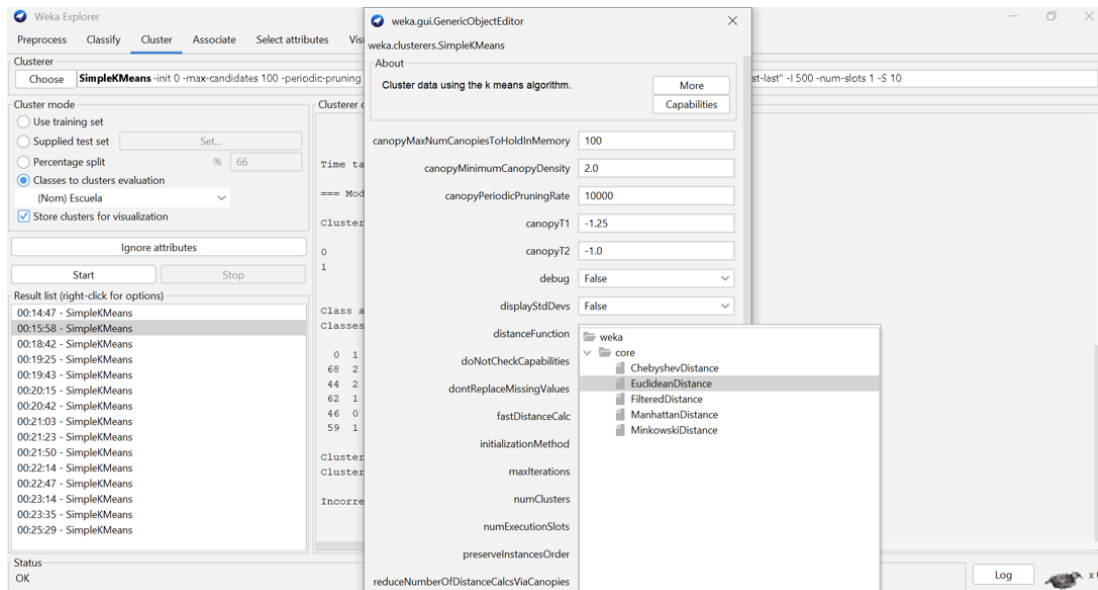 Weka Explorer
Preprocess Classify Cluster Associate Select attributes
Clusterer
Choose SimpleKMeans -init 0 -max-candidates 100 -periodic-pruning
st-last" -I 500 -num-slots 1 -S 10
Cluster mode
Use training set
Supplied test set Set...
Percentage split % 66
Classes to clusters evaluation
(Nom) Escuela
Store clusters for visualization
Ignore attributes
Start Stop
Result list (right-click for options)
00:14:47 - SimpleKMeans
00:15:58 - SimpleKMeans
00:18:42 - SimpleKMeans
00:19:25 - SimpleKMeans
00:19:43 - SimpleKMeans
00:20:15 - SimpleKMeans
00:20:42 - SimpleKMeans
00:21:03 - SimpleKMeans
00:21:23 - SimpleKMeans
00:21:50 - SimpleKMeans
00:22:14 - SimpleKMeans
00:22:47 - SimpleKMeans
00:23:14 - SimpleKMeans
00:23:35 - SimpleKMeans
00:25:29 - SimpleKMeans
Clusterer
Time ta
=== Mod
Cluster
0
1
Class a
Classes
0 1
68 2
44 2
62 1
46 0
59 1
Cluster
Cluster
Incorre
weka.gui.GenericObjectEditor
weka.clusterers.SimpleKMeans
About
Cluster data using the k means algorithm.
More
Capabilities
canopyMaxNumCanopiesToHoldInMemory 100
canopyMinimumCanopyDensity 2.0
canopyPeriodicPruningRate 10000
canopyT1 -1.25
canopyT2 -1.0
debug False
displayStdDevs False
distanceFunction
doNotCheckCapabilities
dontReplaceMissingValues
fastDistanceCalc
initializationMethod
maxIterations
numClusters
numExecutionSlots
preserveInstancesOrder
reduceNumberOfDistanceCalcsViaCanopies
weka
core
ChebyshevDistance
EuclideanDistance
FilteredDistance
ManhattanDistance
MinkowskiDistance
Status
OK
Log
x